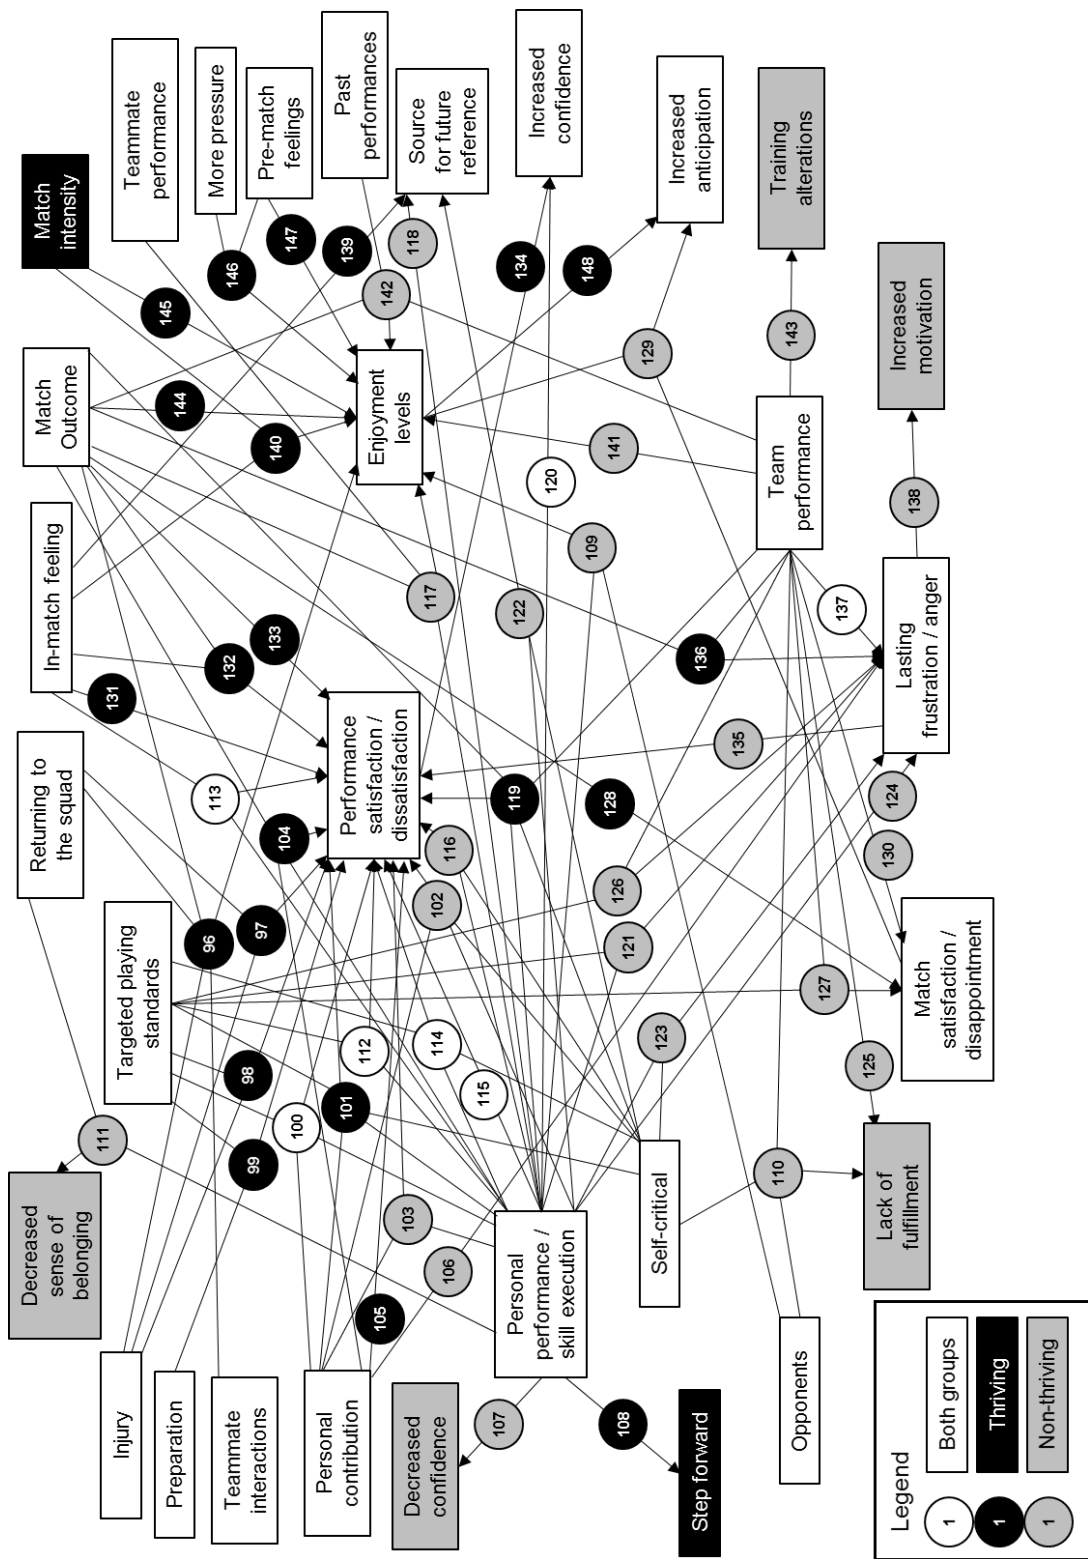 Decreased
sense of
belonging
111
Injury
Preparation
Teammate
interactions
Personal
contribution
Decreased
confidence
107
Step forward
108
Personal
performance /
skill execution
Self-critical
Opponents
Targeted playing
standards
Returning to
the squad
In-match feeling
Match
Outcome
Match
intensity
Teammate
performance
More pressure
Pre-match
feelings
Past
performances
Source
for future
reference
Increased
confidence
Increased
anticipation
Training
alterations
Increased
motivation
Enjoyment
levels
Performance
satisfaction /
dissatisfaction
Team
performance
Lasting
frustration / anger
Match
satisfaction /
disappointment
Lack of
fulfillment
96
97
98
99
100
101
102
103
104
105
106
109
110
112
113
114
115
116
117
118
119
120
121
122
123
124
125
126
127
128
129
130
131
132
133
134
135
136
137
138
139
140
141
142
143
144
145
146
147
148
Legend
1
Both groups
1
Thriving
1
Non-thriving